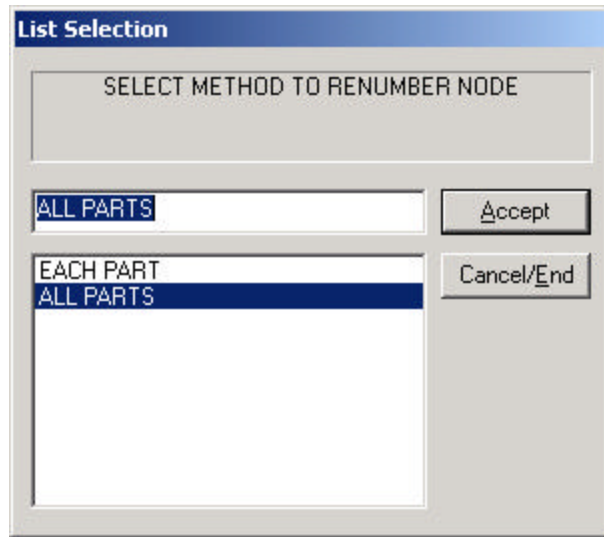 List Selection
SELECT METHOD TO RENUMBER NODE
ALL PARTS
Accept
EACH PART
ALL PARTS
Cancel/End